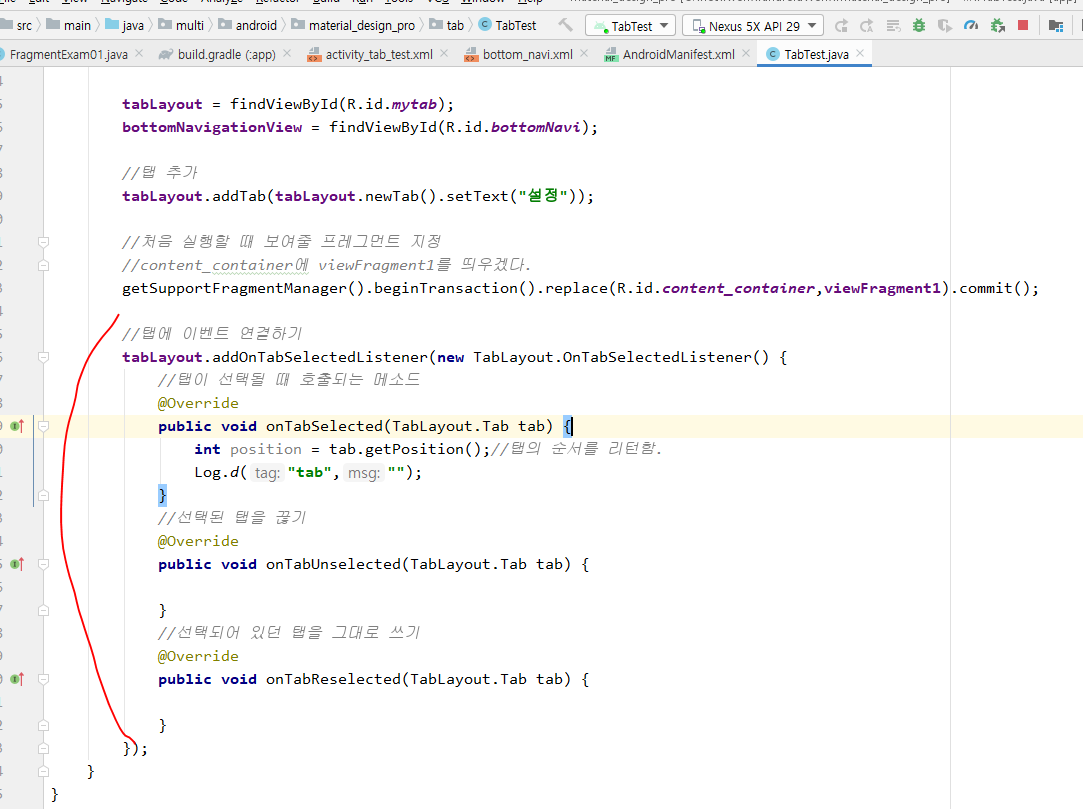 src main java multi android material_design_pro tab TabTest TabTest Nexus 5X API 29
FragmentExam01.java build.gradle (:app) activity_tab_test.xml bottom_navi.xml AndroidManifest.xml TabTest.java
tabLayout = findViewById(R.id.mytab);
bottomNavigationView = findViewById(R.id.bottomNavi);
//탭 추가
tabLayout.addTab(tabLayout.newTab().setText("설정"));
//처음 실행할 때 보여줄 프레그먼트 지정
//content_container에 viewFragment1를 띄우겠다.
getSupportFragmentManager().beginTransaction().replace(R.id.content_container,viewFragment1).commit();
//탭에 이벤트 연결하기
tabLayout.addOnTabSelectedListener(new TabLayout.OnTabSelectedListener() {
//탭이 선택될 때 호출되는 메소드
@Override
public void onTabSelected(TabLayout.Tab tab) {
int position = tab.getPosition();//탭의 순서를 리턴함.
Log.d( tag: "tab", msg: "");
}
//선택된 탭을 끊기
@Override
public void onTabUnselected(TabLayout.Tab tab) {
}
//선택되어 있던 탭을 그대로 쓰기
@Override
public void onTabReselected(TabLayout.Tab tab) {
}
});
}
}